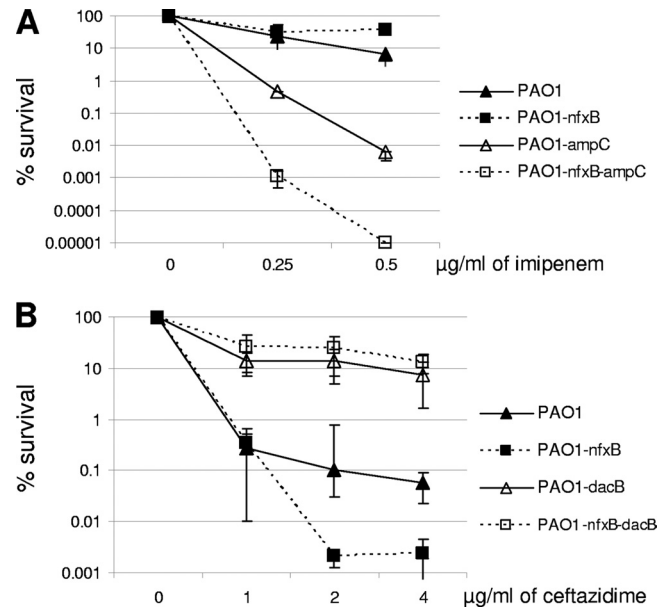 A
% survival
100
10
1
0.1
0.01
0.001
0.0001
0.00001
0 0.25 0.5 µg/ml of imipenem
PAO1
PAO1-nfxB
PAO1-ampC
PAO1-nfxB-ampC
B
% survival
100
10
1
0.1
0.01
0.001
0 1 2 4 µg/ml of ceftazidime
PAO1
PAO1-nfxB
PAO1-dacB
PAO1-nfxB-dacB